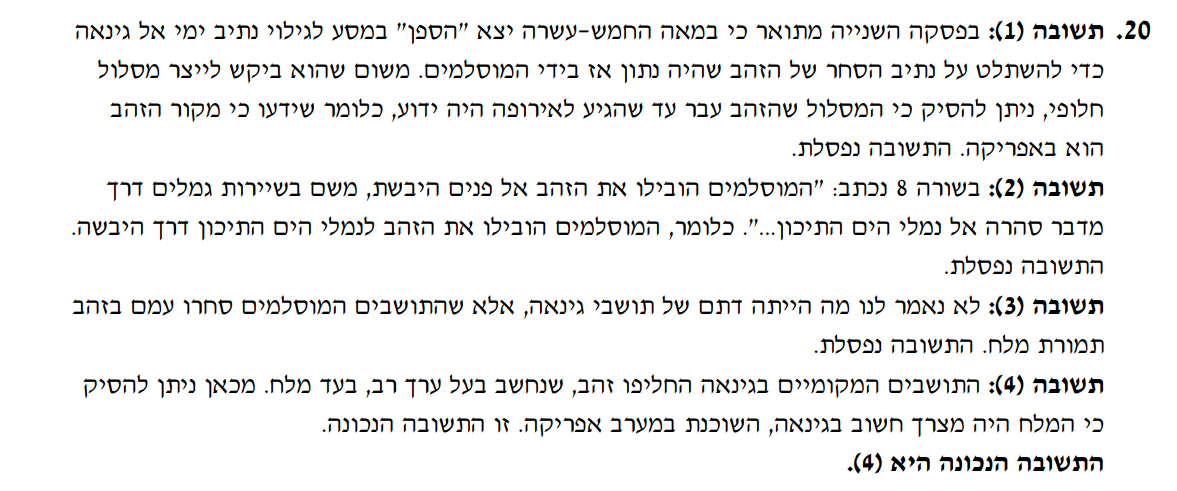 20. תשובה (1): בפסקה השנייה מתואר כי במאה החמש-עשרה יצא "הספן" במסע לגילוי נתיב ימי אל גינאה
כדי להשתלט על נתיב הסחר של הזהב שהיה נתון אז בידי המוסלמים. משום שהוא ביקש לייצר מסלול
חלופי, ניתן להסיק כי המסלול שהזהב עבר עד שהגיע לאירופה היה ידוע, כלומר שידעו כי מקור הזהב
הוא באפריקה. התשובה נפסלת.
תשובה (2): בשורה 8 נכתב: "המוסלמים הובילו את הזהב אל פנים היבשת, משם בשיירות גמלים דרך
מדבר סהרה אל נמלי הים התיכון...". כלומר, המוסלמים הובילו את הזהב לנמלי הים התיכון דרך היבשה.
התשובה נפסלת.
תשובה (3): לא נאמר לנו מה הייתה דתם של תושבי גינאה, אלא שהתושבים המוסלמים סחרו עמם בזהב
תמורת מלח. התשובה נפסלת.
תשובה (4): התושבים המקומיים בגינאה החליפו זהב, שנחשב בעל ערך רב, בעד מלח. מכאן ניתן להסיק
כי המלח היה מצרך חשוב בגינאה, השוכנת במערב אפריקה. זו התשובה הנכונה.
התשובה הנכונה היא (4).